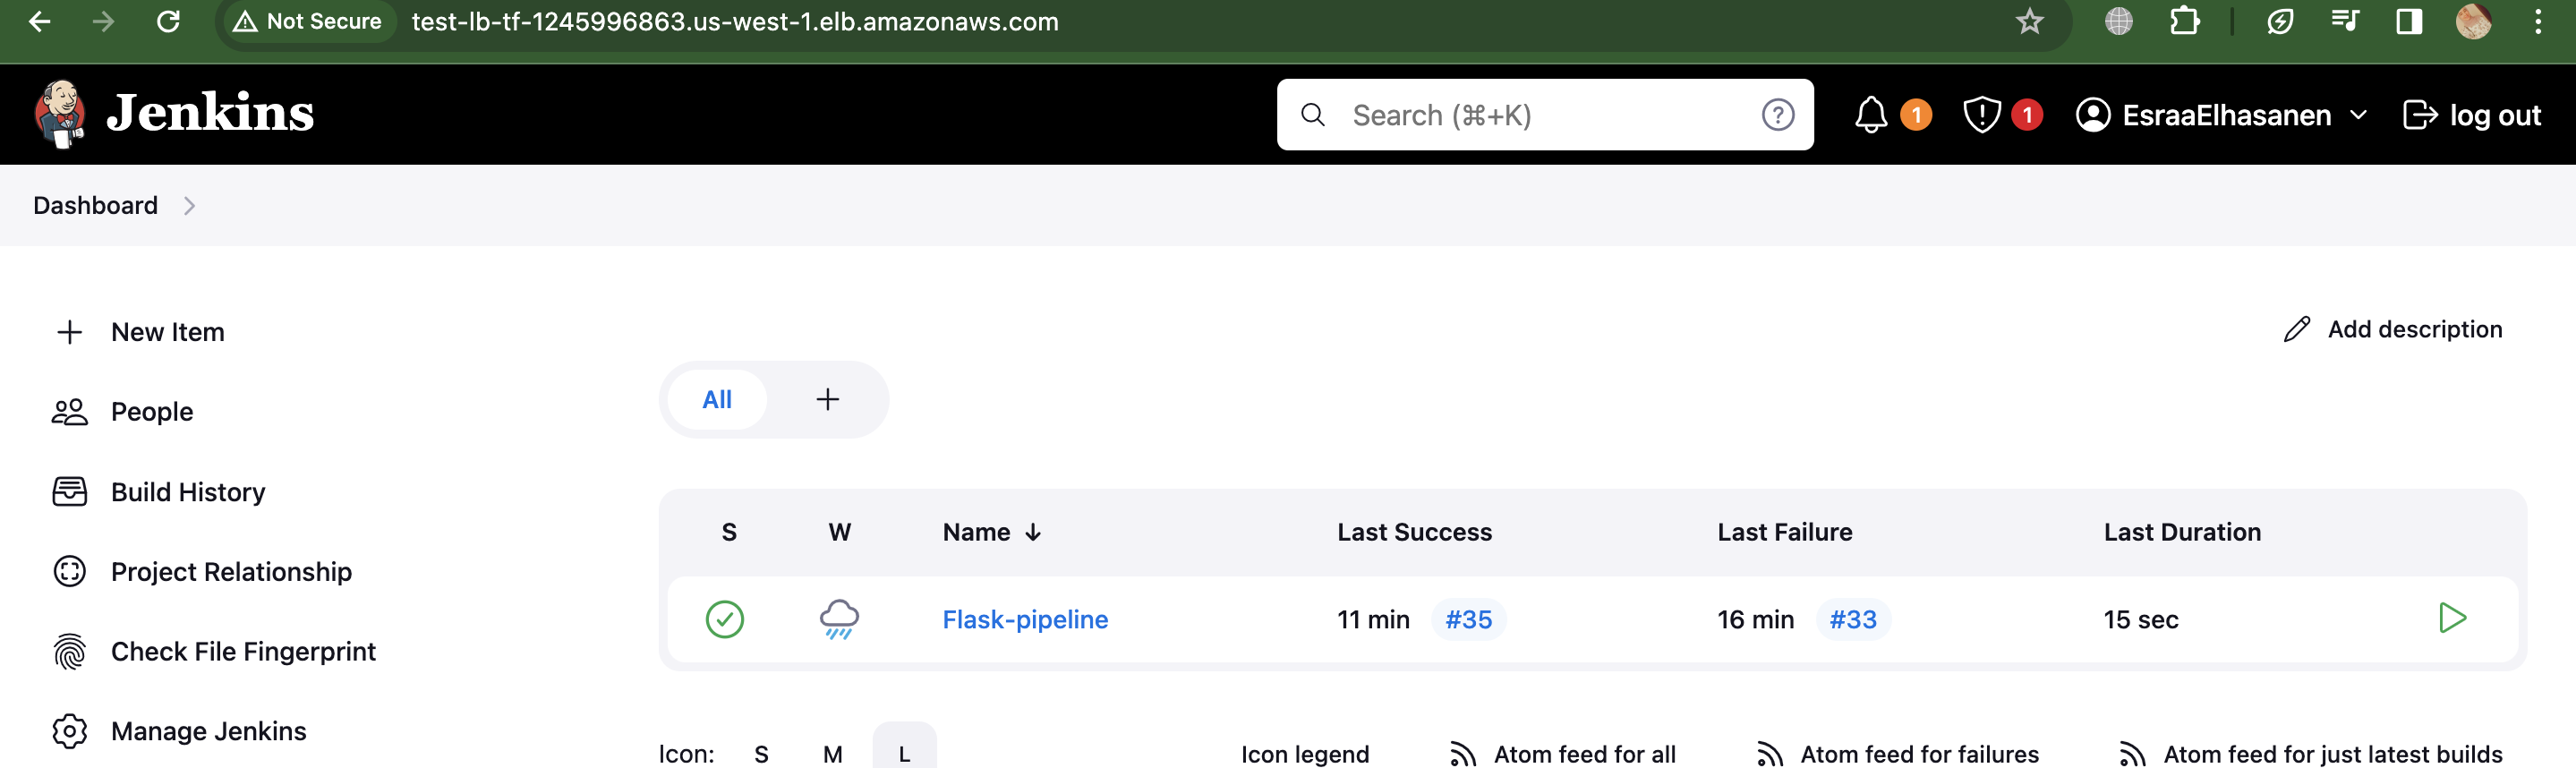 Not Secure test-lb-tf-1245996863.us-west-1.elb.amazonaws.com
Jenkins Search (⌘+K) ? 1 1 EsraaElhasanen log out
Dashboard
New Item
Add description
People
All +
Build History
Project Relationship
Check File Fingerprint
Manage Jenkins
S W Name ↓ Last Success Last Failure Last Duration
Flask-pipeline 11 min #35 16 min #33 15 sec
Icon: S M L Icon legend Atom feed for all Atom feed for failures Atom feed for just latest builds